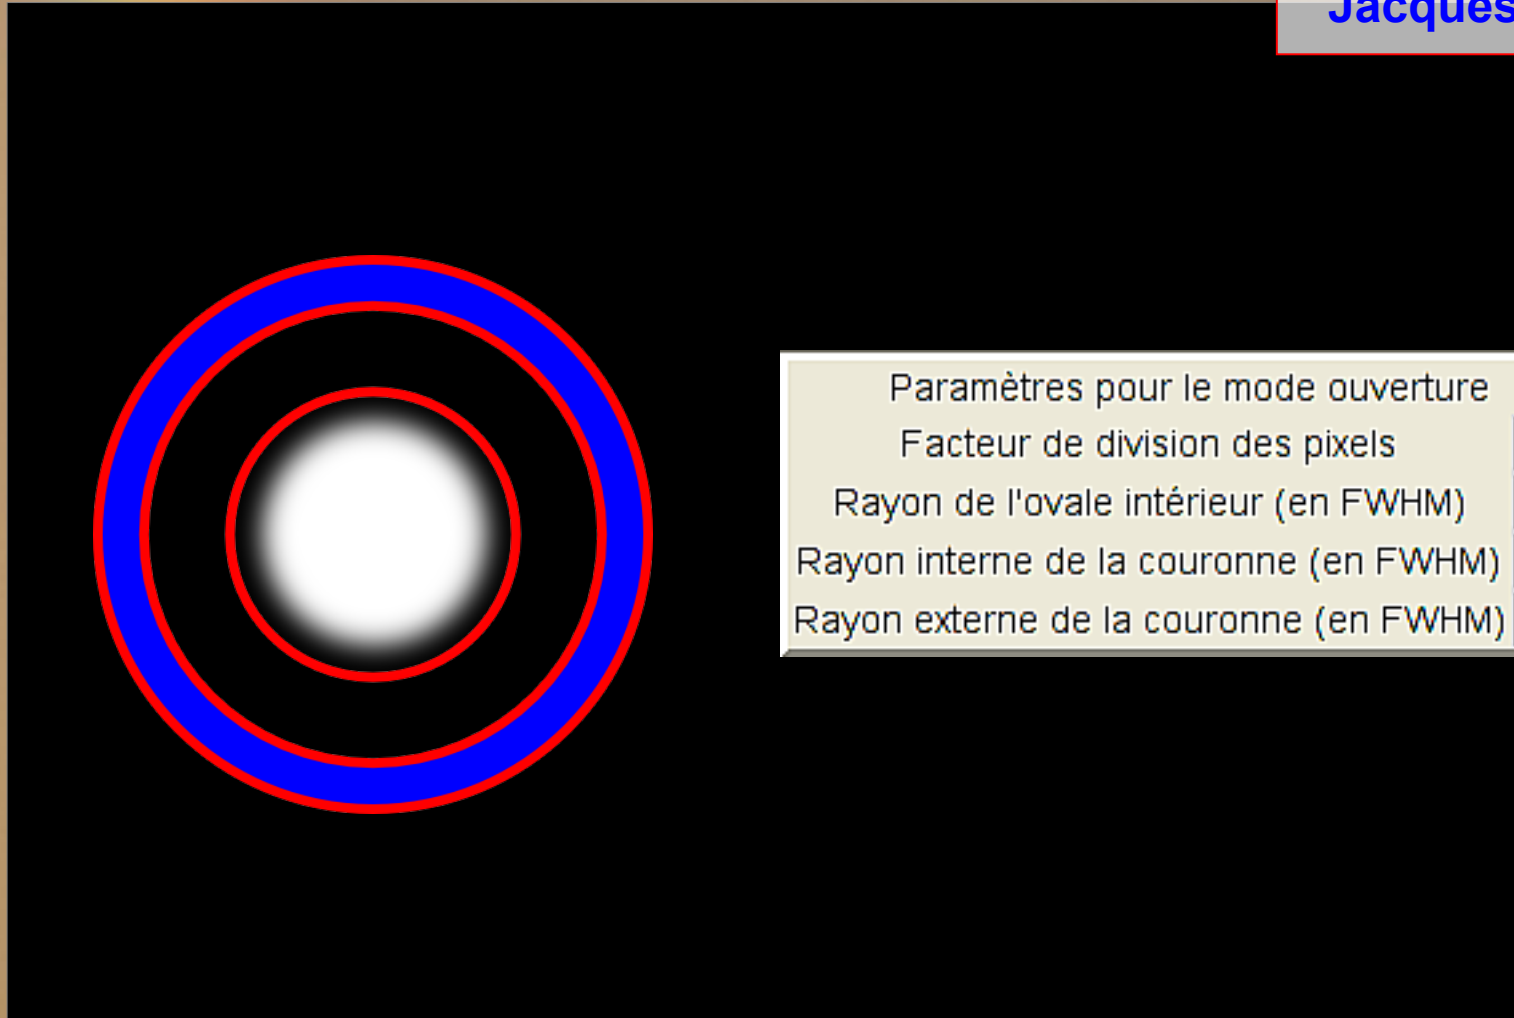 Jacques
Paramètres pour le mode ouverture
Facteur de division des pixels
Rayon de l'ovale intérieur (en FWHM)
Rayon interne de la couronne (en FWHM)
Rayon externe de la couronne (en FWHM)